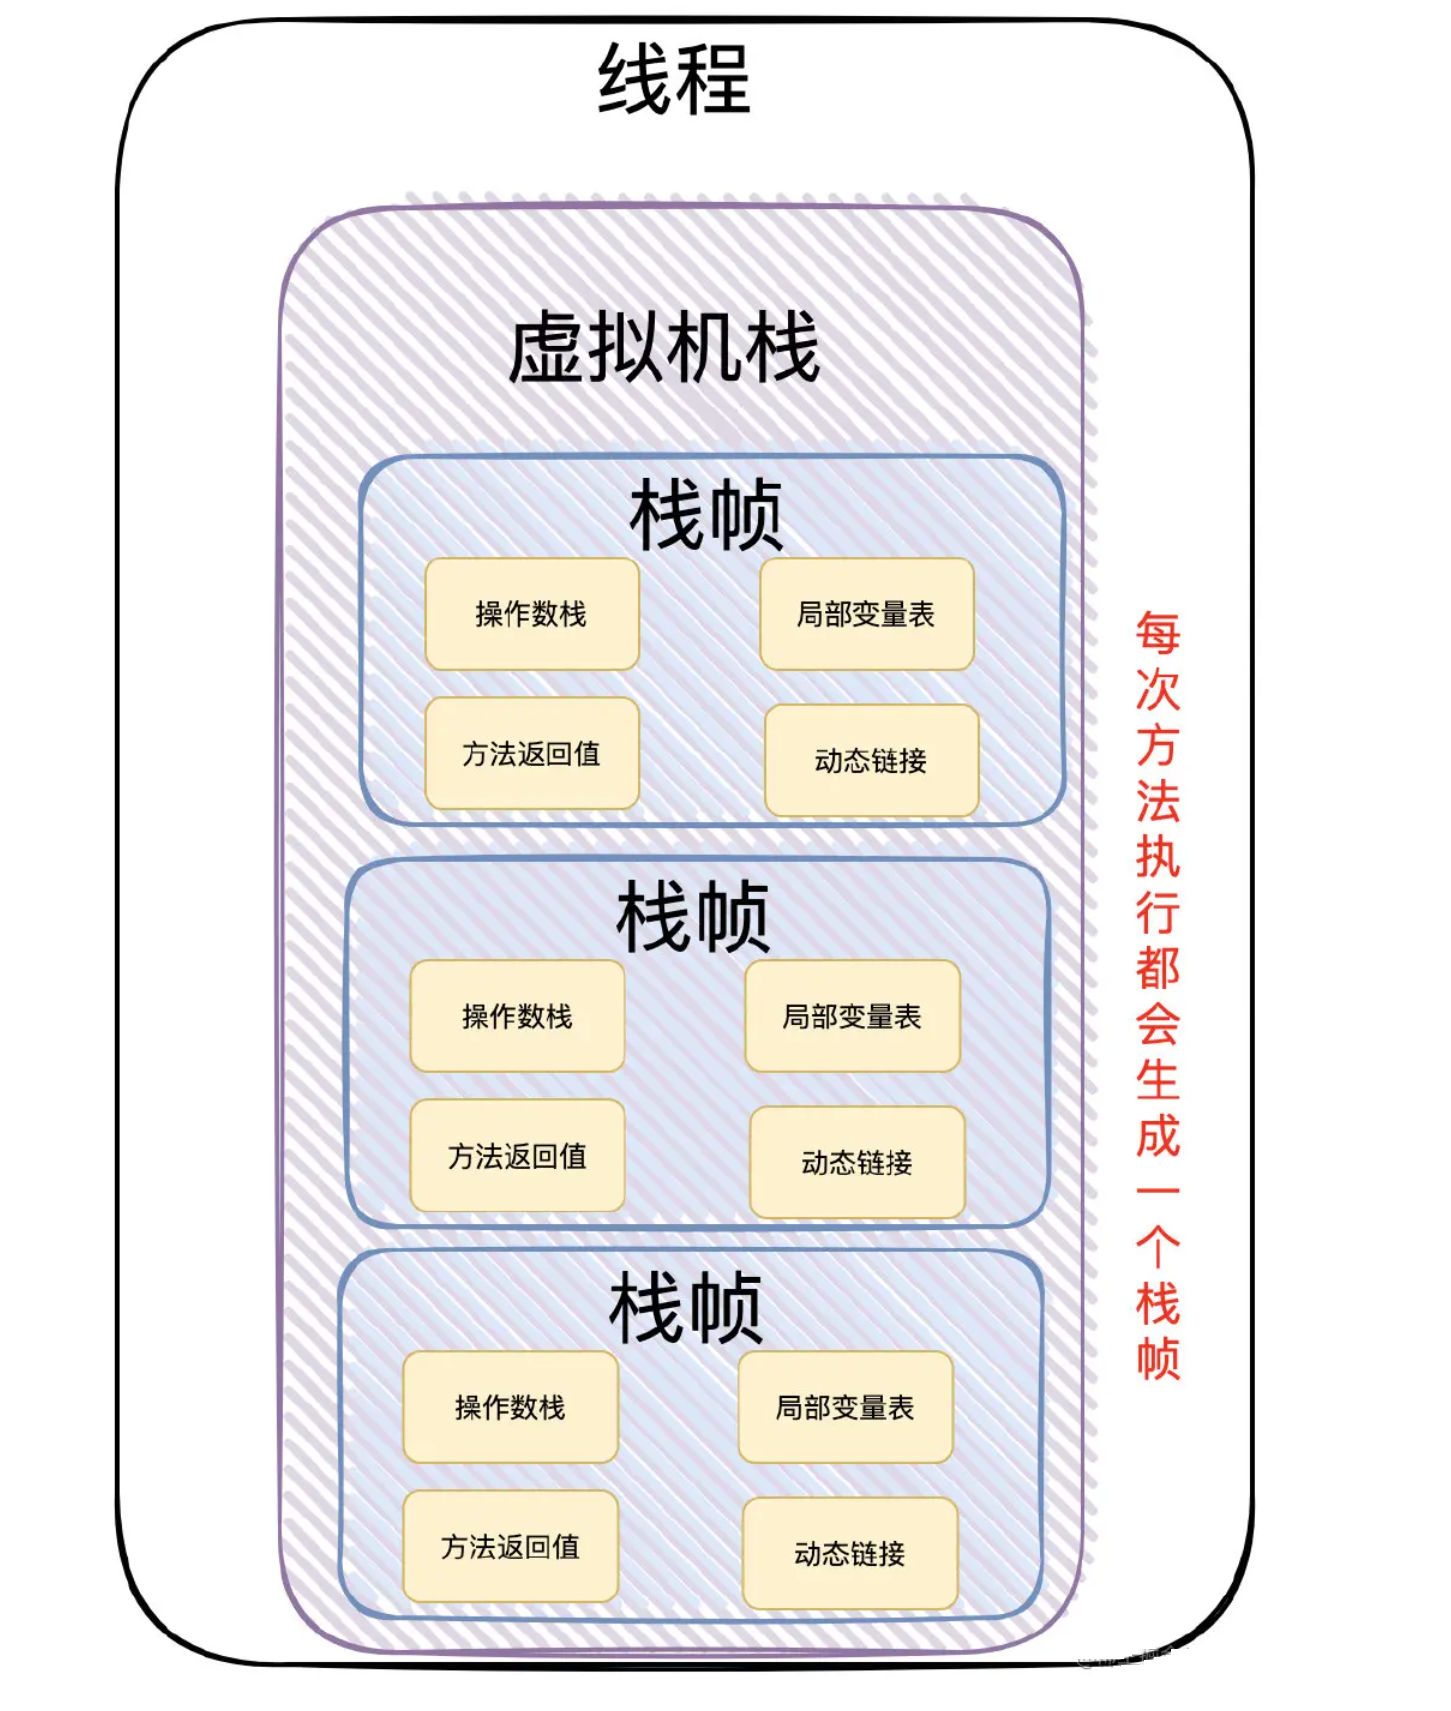 线程
虚拟机栈
栈帧
操作数栈
局部变量表
方法返回值
动态链接
栈帧
操作数栈
局部变量表
方法返回值
动态链接
栈帧
操作数栈
局部变量表
方法返回值
动态链接
每次方法执行都会生成一个栈帧